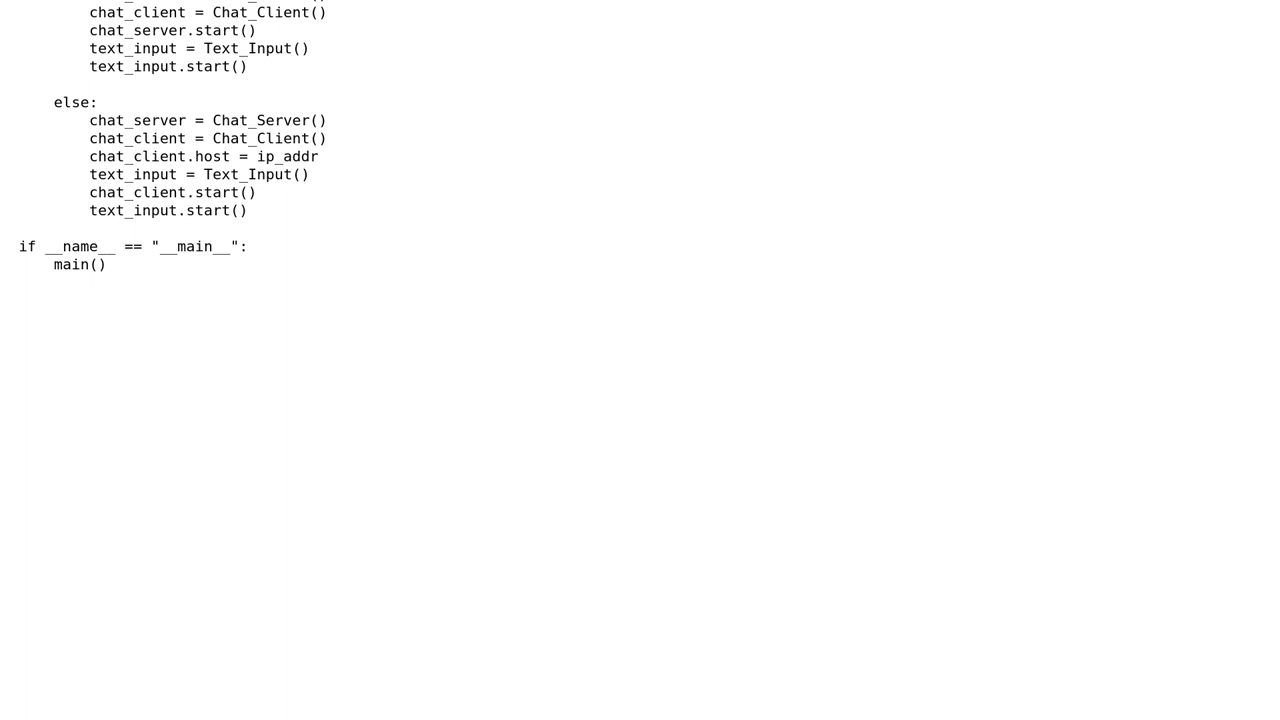 chat_client = Chat_Client()
        chat_server.start()
        text_input = Text_Input()
        text_input.start()

    else:
        chat_server = Chat_Server()
        chat_client = Chat_Client()
        chat_client.host = ip_addr
        text_input = Text_Input()
        chat_client.start()
        text_input.start()

if __name__ == "__main__":
    main()